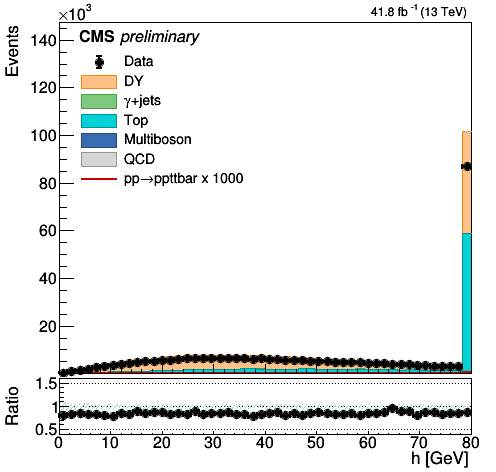 ×10³
41.8 fb⁻¹ (13 TeV)
Events
140
120
100
80
60
40
20
CMS preliminary
Data
DY
γ+jets
Top
Multiboson
QCD
pp→ppttbar x 1000
Ratio
1.5
1
0.5
0 10 20 30 40 50 60 70 80
h [GeV]